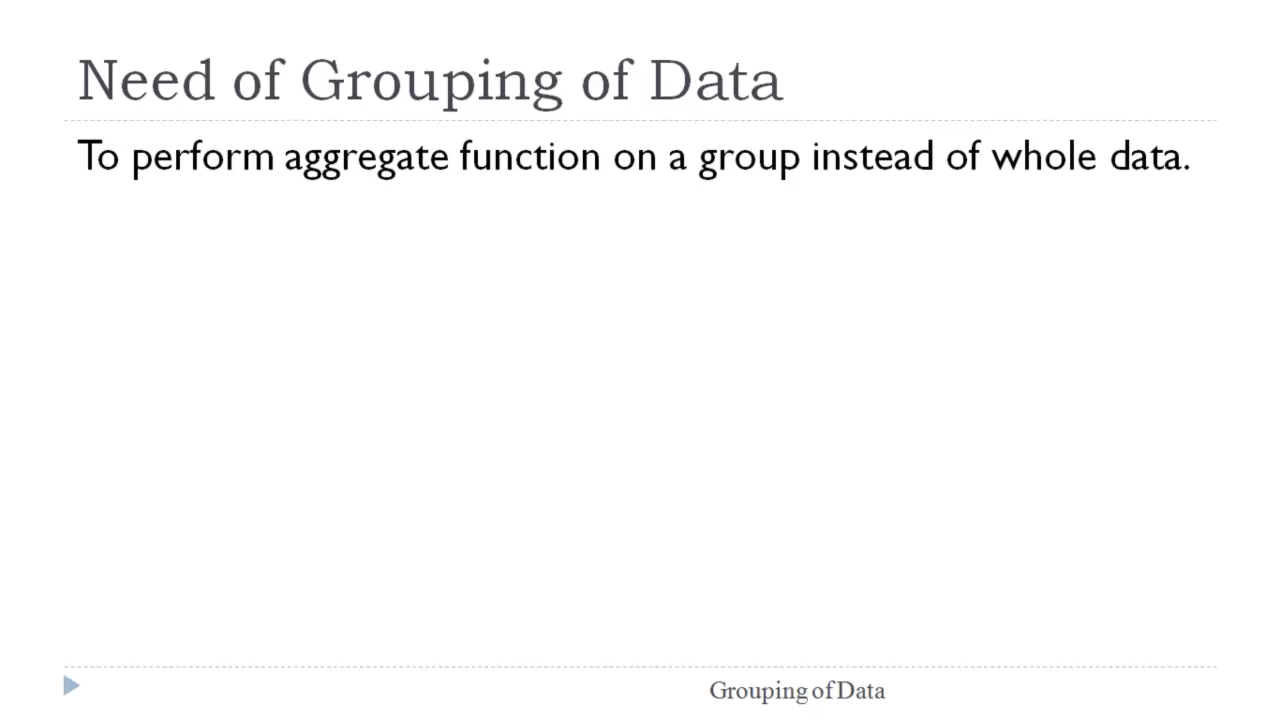 Need of Grouping of Data
To perform aggregate function on a group instead of whole data.
Grouping of Data